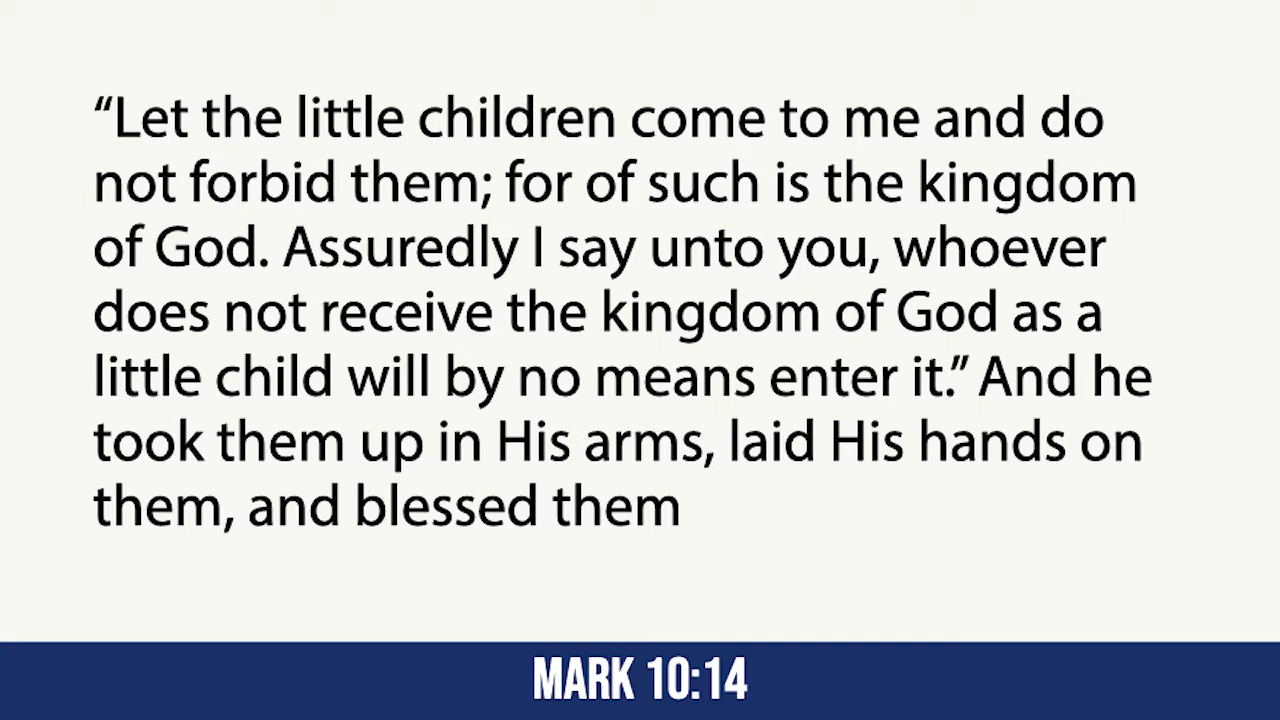 “Let the little children come to me and do
not forbid them; for of such is the kingdom
of God. Assuredly I say unto you, whoever
does not receive the kingdom of God as a
little child will by no means enter it.” And he
took them up in His arms, laid His hands on
them, and blessed them
MARK 10:14